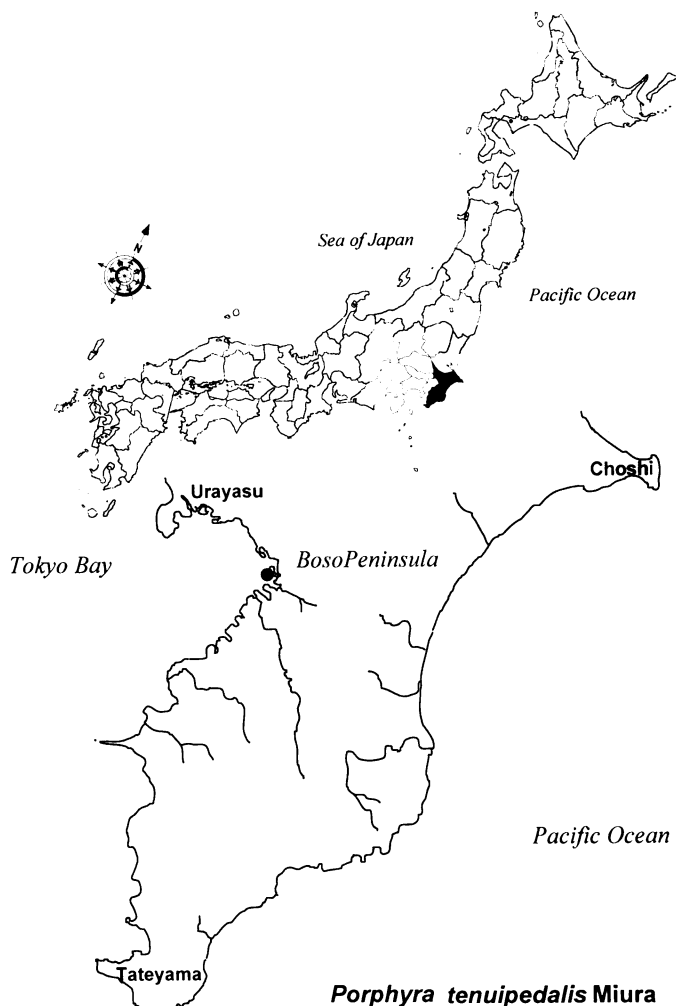 N
Sea of Japan
Pacific Ocean
Choshi
Urayasu
Tokyo Bay
BosoPeninsula
Pacific Ocean
Tateyama
Porphyra tenuipedalis Miura